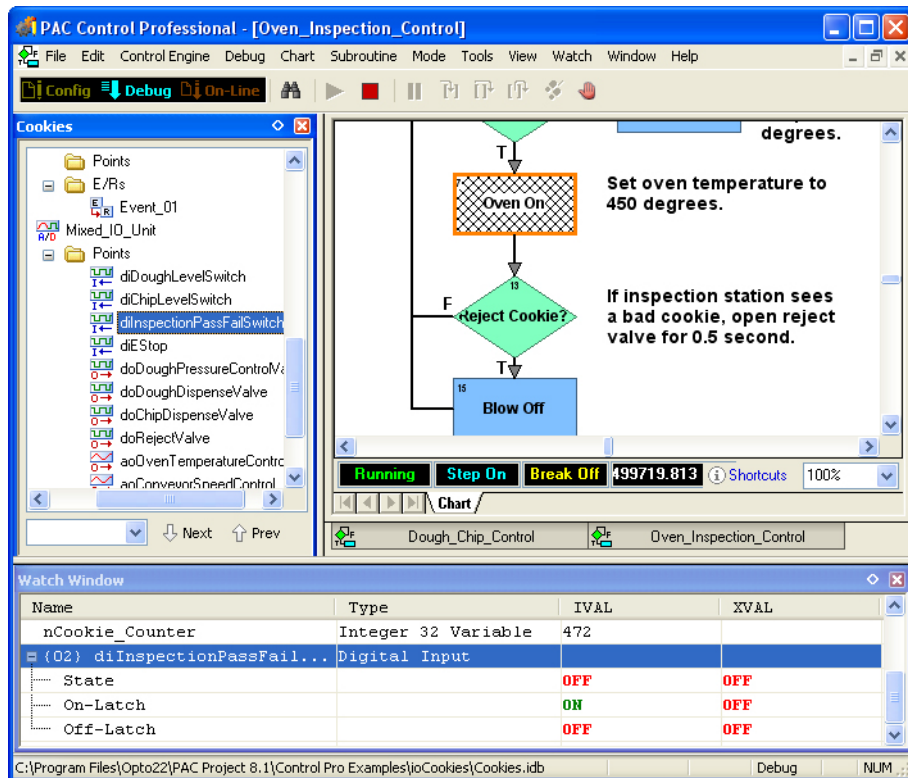 PAC Control Professional - [Oven_Inspection_Control]
File Edit Control Engine Debug Chart Subroutine Mode Tools View Watch Window Help
Config Debug On-Line
Cookies
Points
E/Rs
Event_01
Mixed_IO_Unit
Points
diDoughLevelSwitch
diChipLevelSwitch
diInspectionPassFailSwitch
diEStop
doDoughPressureControlVa
doDoughDispenseValve
doChipDispenseValve
doRejectValve
aoOvenTemperatureContro
aoConveyorSpeedControl
Next Prev
degrees.
T
7
Oven On
Set oven temperature to
450 degrees.
13
F
Reject Cookie?
If inspection station sees
a bad cookie, open reject
valve for 0.5 second.
T
15
Blow Off
Running Step On Break Off 499719.813 Shortcuts 100%
Chart
Dough_Chip_Control Oven_Inspection_Control
Watch Window
Name Type IVAL XVAL
nCookie_Counter Integer 32 Variable 472
{02} diInspectionPassFail... Digital Input
State OFF OFF
On-Latch ON OFF
Off-Latch OFF OFF
C:\Program Files\Opto22\PAC Project 8.1\Control Pro Examples\ioCookies\Cookies.idb Debug NUM